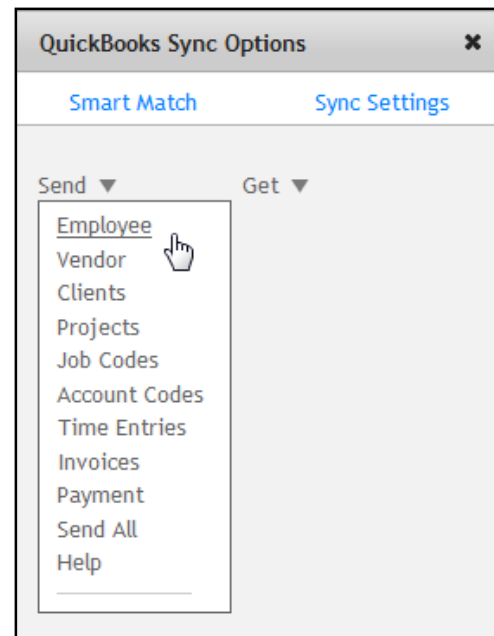 QuickBooks Sync Options ✖
Smart Match Sync Settings
Send ▼ Get ▼
Employee
Vendor
Clients
Projects
Job Codes
Account Codes
Time Entries
Invoices
Payment
Send All
Help